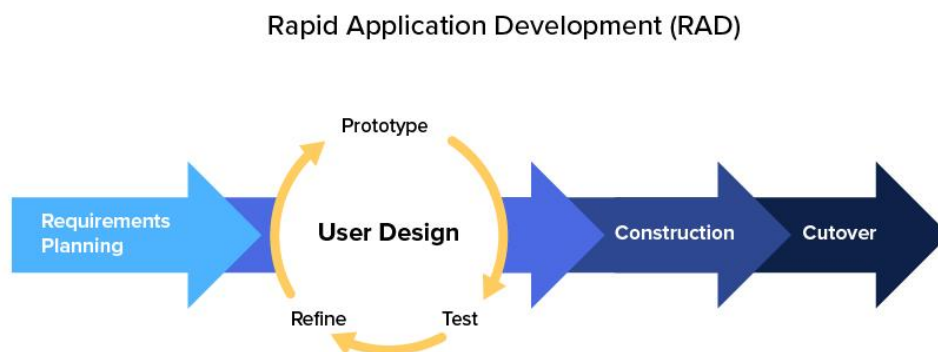 Rapid Application Development (RAD)
Prototype
Requirements
Planning
User Design
Construction
Cutover
Refine
Test